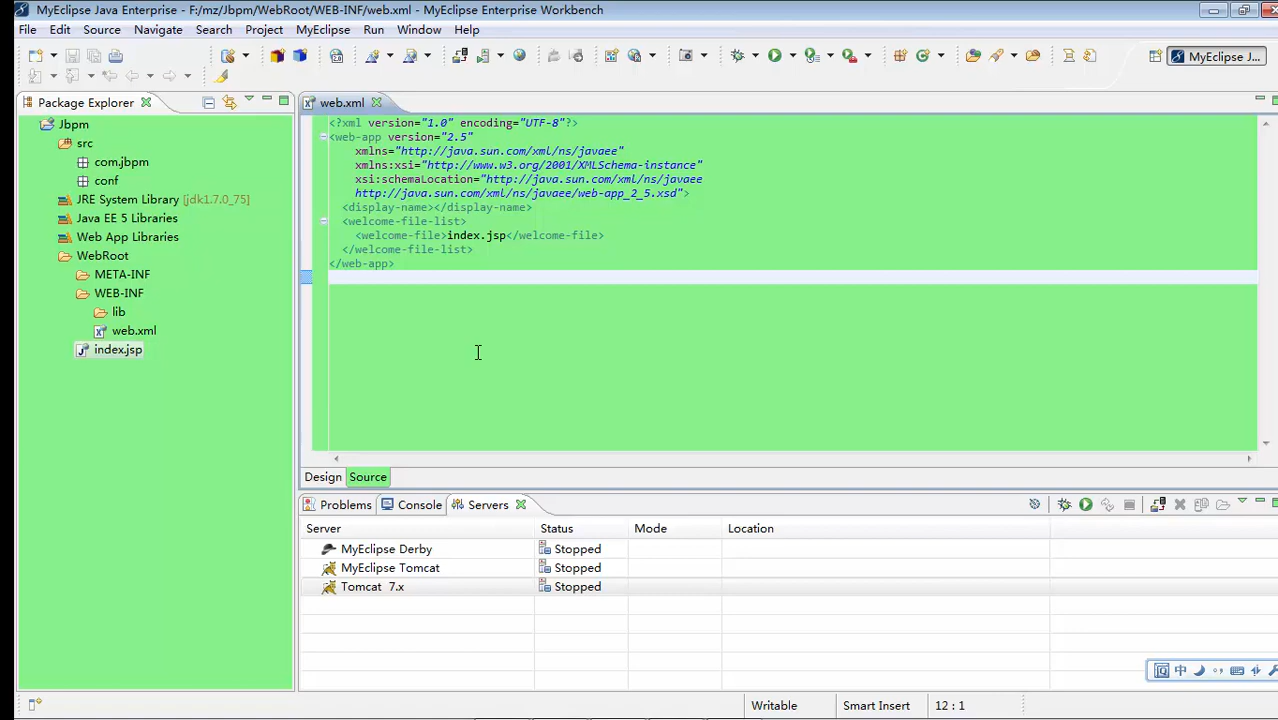 MyEclipse Java Enterprise - F:/mz/Jbpm/WebRoot/WEB-INF/web.xml - MyEclipse Enterprise Workbench
File Edit Source Navigate Search Project MyEclipse Run Window Help
MyEclipse J...
Package Explorer
Jbpm
src
com.jbpm
conf
JRE System Library [jdk1.7.0_75]
Java EE 5 Libraries
Web App Libraries
WebRoot
META-INF
WEB-INF
lib
web.xml
index.jsp
web.xml
<?xml version="1.0" encoding="UTF-8"?>
<web-app version="2.5"
xmlns="http://java.sun.com/xml/ns/javaee"
xmlns:xsi="http://www.w3.org/2001/XMLSchema-instance"
xsi:schemaLocation="http://java.sun.com/xml/ns/javaee
http://java.sun.com/xml/ns/javaee/web-app_2_5.xsd">
<display-name></display-name>
<welcome-file-list>
<welcome-file>index.jsp</welcome-file>
</welcome-file-list>
</web-app>
Design Source
Problems Console Servers
Server Status Mode Location
MyEclipse Derby Stopped
MyEclipse Tomcat Stopped
Tomcat 7.x Stopped
中
Writable Smart Insert 12 : 1